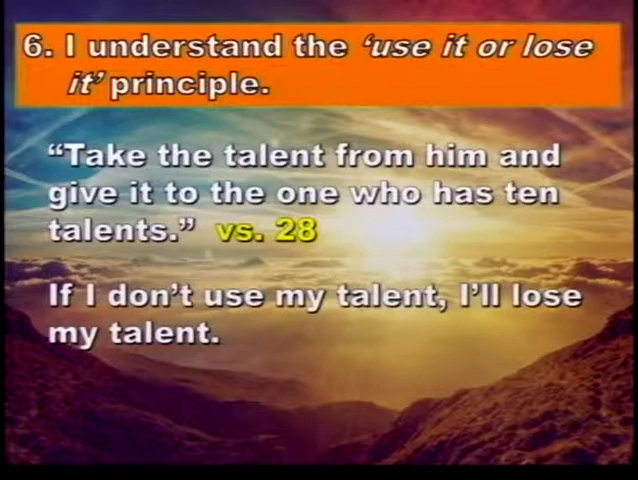 6. I understand the ‘use it or lose
it’ principle.
“Take the talent from him and
give it to the one who has ten
talents.” vs. 28
If I don’t use my talent, I’ll lose
my talent.